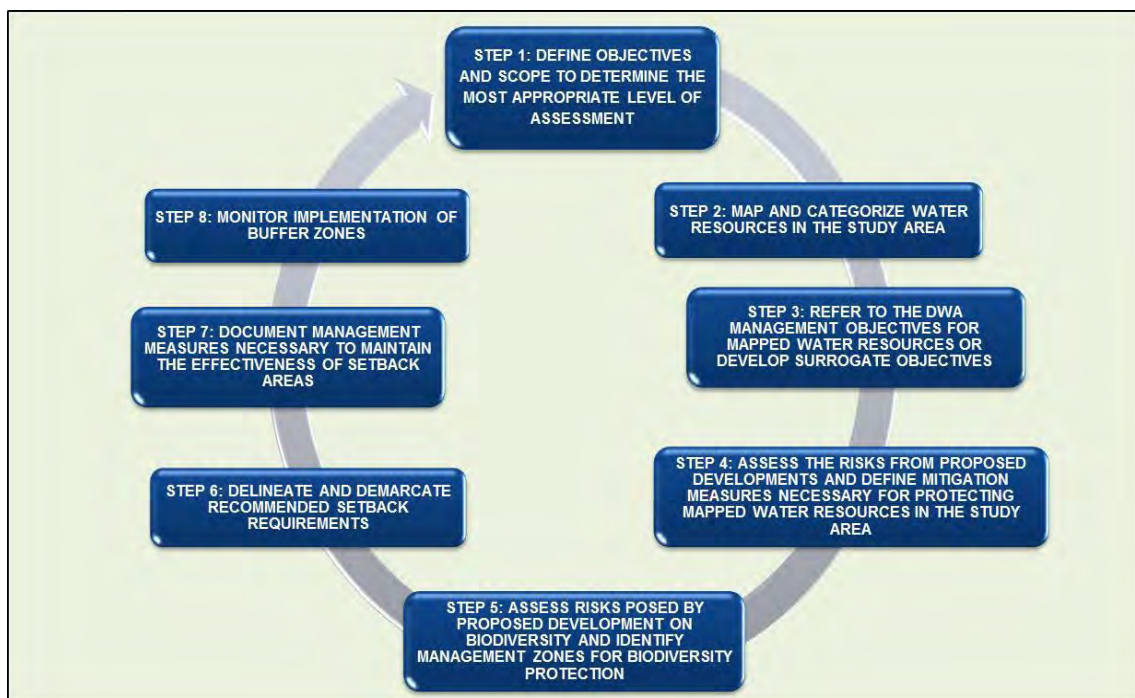 STEP 1: DEFINE OBJECTIVES
AND SCOPE TO DETERMINE THE
MOST APPROPRIATE LEVEL OF
ASSESSMENT
STEP 2: MAP AND CATEGORIZE WATER
RESOURCES IN THE STUDY AREA
STEP 3: REFER TO THE DWA
MANAGEMENT OBJECTIVES FOR
MAPPED WATER RESOURCES OR
DEVELOP SURROGATE OBJECTIVES
STEP 4: ASSESS THE RISKS FROM PROPOSED
DEVELOPMENTS AND DEFINE MITIGATION
MEASURES NECESSARY FOR PROTECTING
MAPPED WATER RESOURCES IN THE STUDY
AREA
STEP 5: ASSESS RISKS POSED BY
PROPOSED DEVELOPMENT ON
BIODIVERSITY AND IDENTIFY
MANAGEMENT ZONES FOR BIODIVERSITY
PROTECTION
STEP 6: DELINEATE AND DEMARCATE
RECOMMENDED SETBACK
REQUIREMENTS
STEP 7: DOCUMENT MANAGEMENT
MEASURES NECESSARY TO MAINTAIN
THE EFFECTIVENESS OF SETBACK
AREAS
STEP 8: MONITOR IMPLEMENTATION OF
BUFFER ZONES